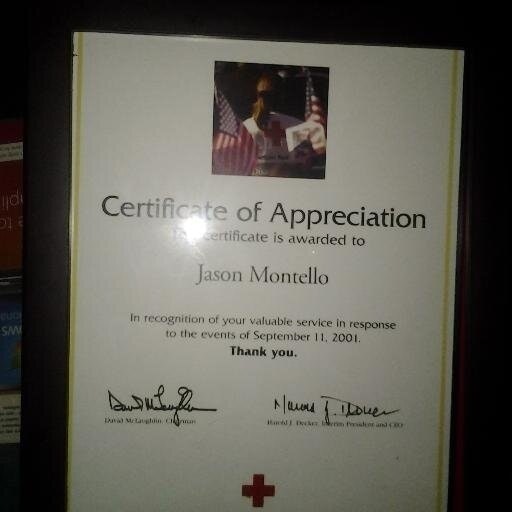 Certificate of Appreciation
This certificate is awarded to
Jason Montello
In recognition of your valuable service in response
to the events of September 11, 2001.
Thank you.
David McLaughlin, Chairman
Harold J. Decker, Interim President and CEO